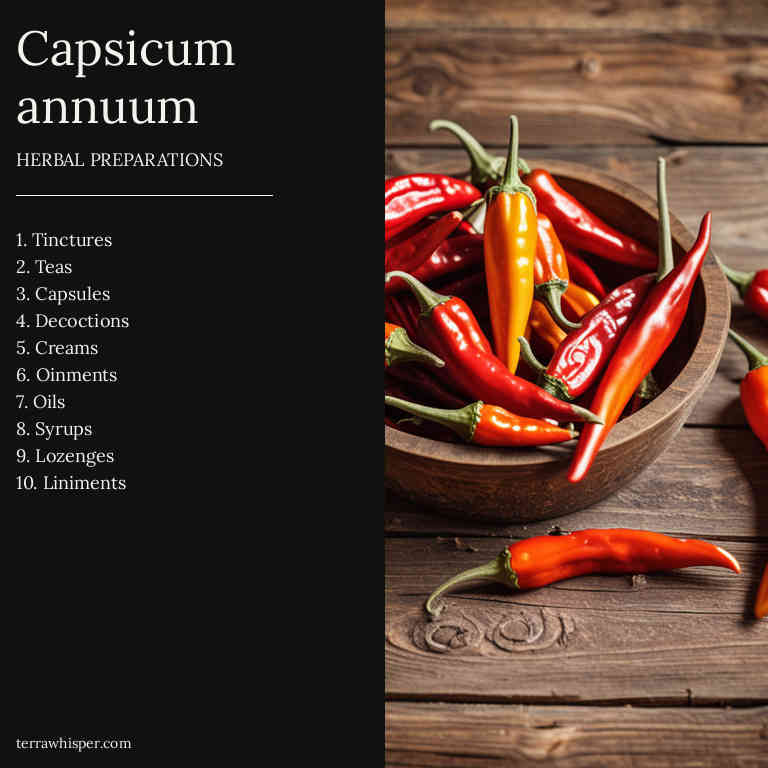 Capsicum
annuum
HERBAL PREPARATIONS
1. Tinctures
2. Teas
3. Capsules
4. Decoctions
5. Creams
6. Oinments
7. Oils
8. Syrups
9. Lozenges
10. Liniments
terrawhisper.com